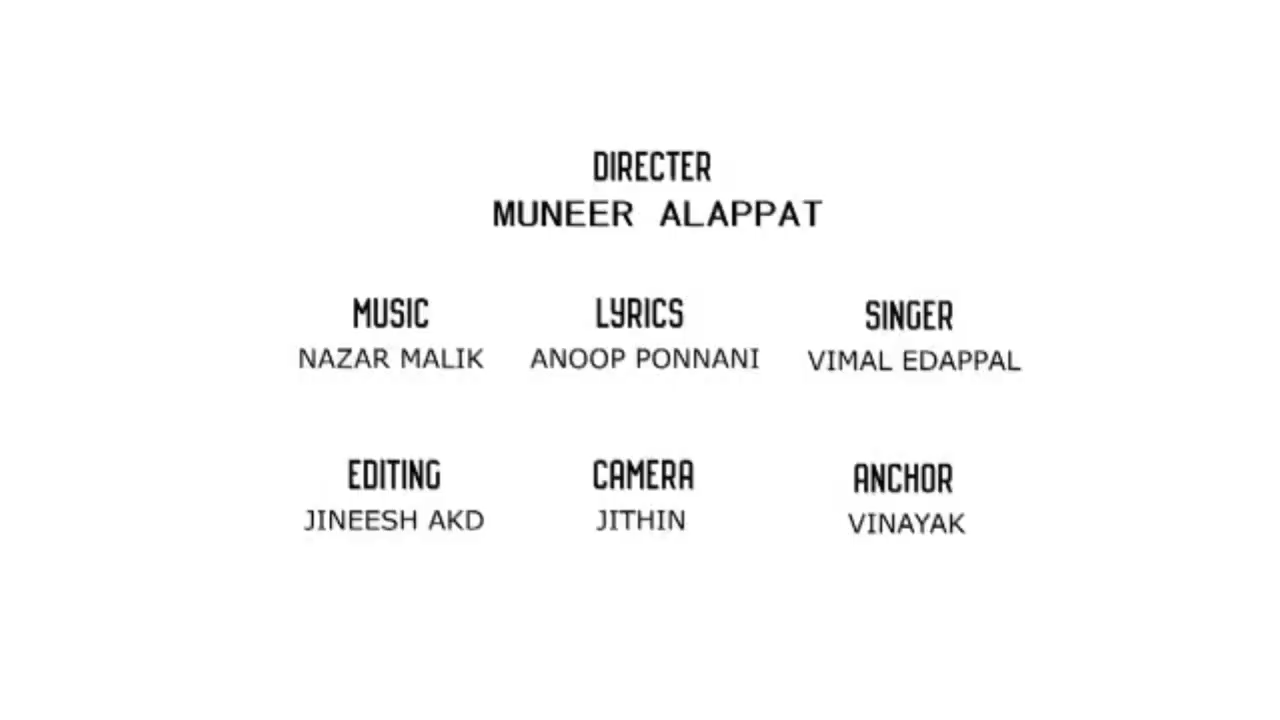 DIRECTER
MUNEER ALAPPAT
MUSIC
NAZAR MALIK
LYRICS
ANOOP PONNANI
SINGER
VIMAL EDAPPAL
EDITING
JINEESH AKD
CAMERA
JITHIN
ANCHOR
VINAYAK